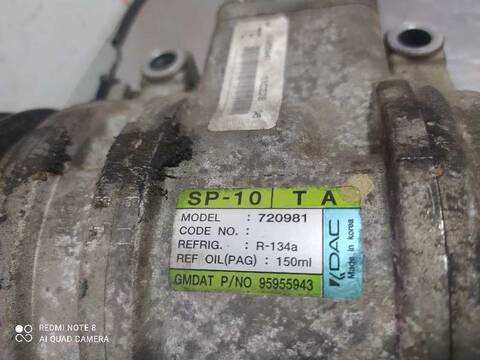 SP-10 TA
MODEL : 720981
CODE NO. :
REFRIG. : R-134a
REF OIL(PAG) : 150ml
GMDAT P/NO 95955943
DAC
Made in korea
REDMI NOTE 8
AI QUAD CAMERA